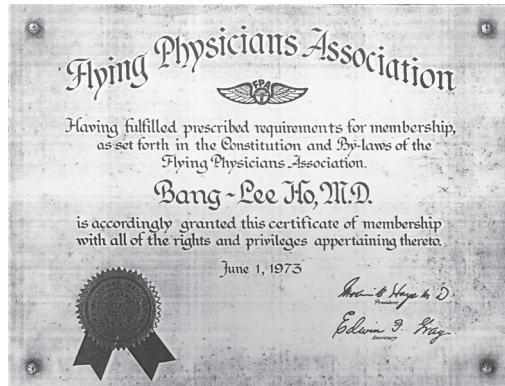 Flying Physicians Association
FPA
Having fulfilled prescribed requirements for membership,
as set forth in the Constitution and By-laws of the
Flying Physicians Association.
Bang-Lee Ho, M.D.
is accordingly granted this certificate of membership
with all of the rights and privileges appertaining thereto.
June 1, 1973
Hays M D
President
Edwin
Secretary